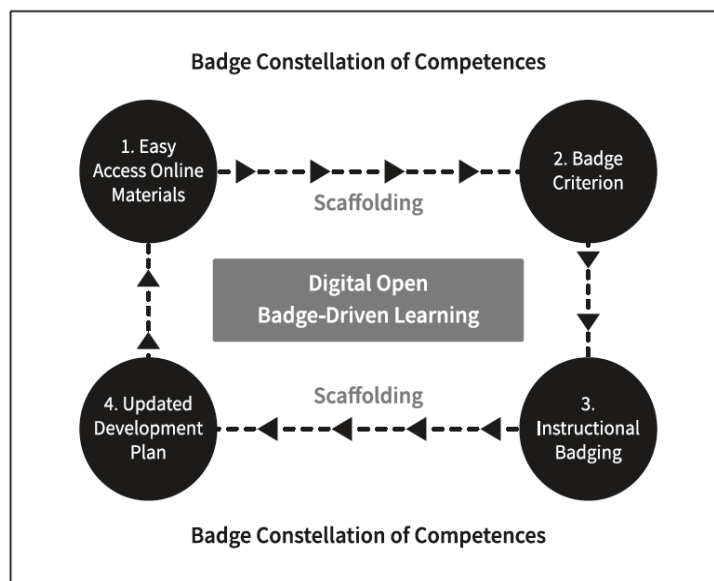 Badge Constellation of Competences
1. Easy
Access Online
Materials
2. Badge
Criterion
Scaffolding
Digital Open
Badge-Driven Learning
Scaffolding
4. Updated
Development
Plan
3.
Instructional
Badging
Badge Constellation of Competences